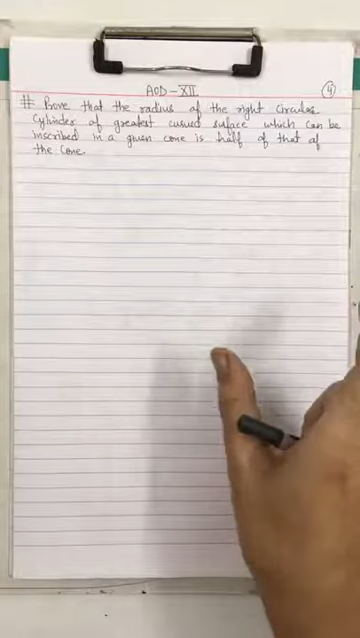 AOD-XII
④
# Prove that the radius of the right Circular
Cylinder of greatest curved surface which can be
inscribed in a given cone is half of that of
the Cone.